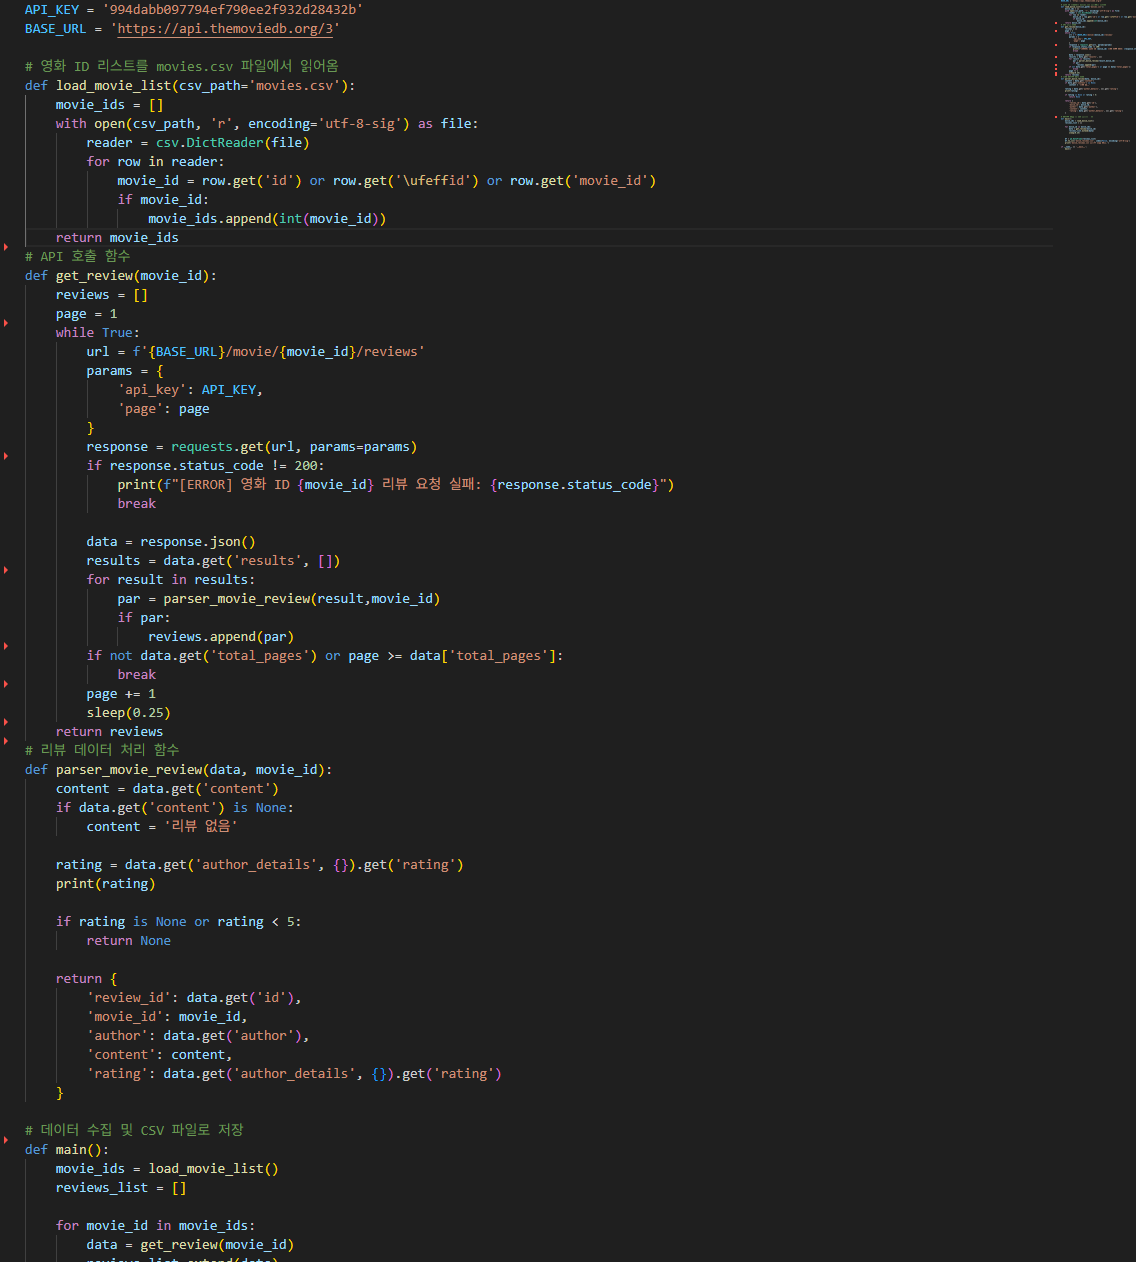 API_KEY = '994dabb097794ef790ee2f932d28432b'
BASE_URL = 'https://api.themoviedb.org/3'

# 영화 ID 리스트를 movies.csv 파일에서 읽어옴
def load_movie_list(csv_path='movies.csv'):
    movie_ids = []
    with open(csv_path, 'r', encoding='utf-8-sig') as file:
        reader = csv.DictReader(file)
        for row in reader:
            movie_id = row.get('id') or row.get('\ufeffid') or row.get('movie_id')
            if movie_id:
                movie_ids.append(int(movie_id))
    return movie_ids
# API 호출 함수
def get_review(movie_id):
    reviews = []
    page = 1
    while True:
        url = f'{BASE_URL}/movie/{movie_id}/reviews'
        params = {
            'api_key': API_KEY,
            'page': page
        }
        response = requests.get(url, params=params)
        if response.status_code != 200:
            print(f"[ERROR] 영화 ID {movie_id} 리뷰 요청 실패: {response.status_code}")
            break

        data = response.json()
        results = data.get('results', [])
        for result in results:
            par = parser_movie_review(result,movie_id)
            if par:
                reviews.append(par)
        if not data.get('total_pages') or page >= data['total_pages']:
            break
        page += 1
        sleep(0.25)
    return reviews
# 리뷰 데이터 처리 함수
def parser_movie_review(data, movie_id):
    content = data.get('content')
    if data.get('content') is None:
        content = '리뷰 없음'

    rating = data.get('author_details', {}).get('rating')
    print(rating)

    if rating is None or rating < 5:
        return None

    return {
        'review_id': data.get('id'),
        'movie_id': movie_id,
        'author': data.get('author'),
        'content': content,
        'rating': data.get('author_details', {}).get('rating')
    }

# 데이터 수집 및 CSV 파일로 저장
def main():
    movie_ids = load_movie_list()
    reviews_list = []

    for movie_id in movie_ids:
        data = get_review(movie_id)
        reviews_list.extend(data)